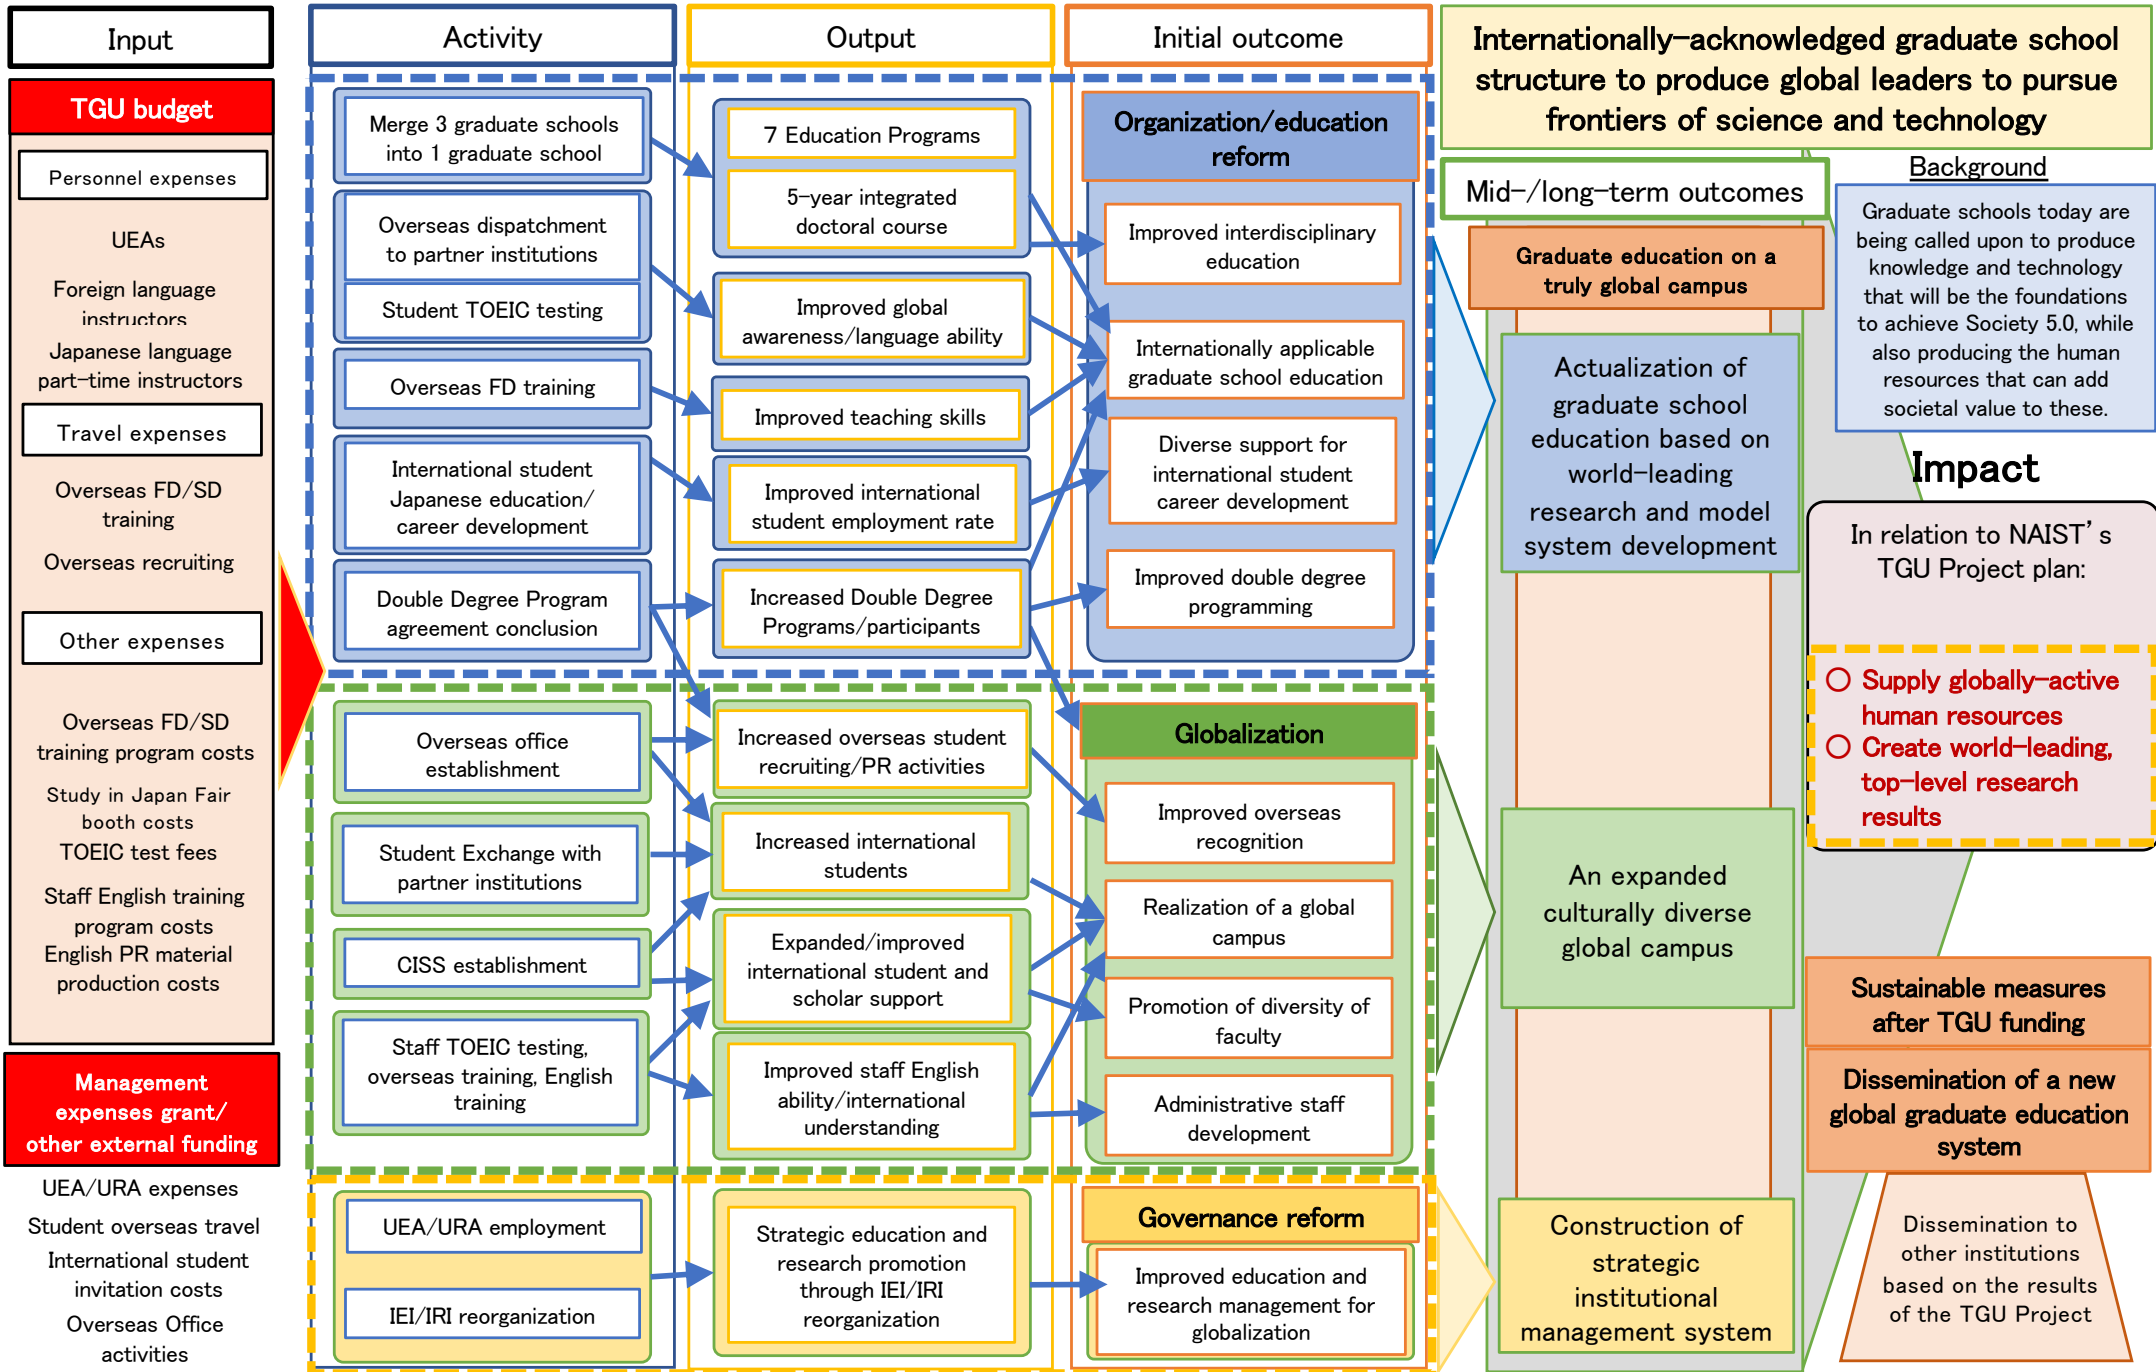 Input
TGU budget
Personnel expenses
UEAs
Foreign language
instructors
Japanese language
part-time instructors
Travel expenses
Overseas FD/SD
training
Overseas recruiting
Other expenses
Overseas FD/SD
training program costs
Study in Japan Fair
booth costs
TOEIC test fees
Staff English training
program costs
English PR material
production costs
Management
expenses grant/
other external funding
UEA/URA expenses
Student overseas travel
International student
invitation costs
Overseas Office
activities
Activity
Merge 3 graduate schools
into 1 graduate school
Overseas dispatchment
to partner institutions
Student TOEIC testing
Overseas FD training
International student
Japanese education/
career development
Double Degree Program
agreement conclusion
Overseas office
establishment
Student Exchange with
partner institutions
CISS establishment
Staff TOEIC testing,
overseas training, English
training
UEA/URA employment
IEI/IRI reorganization
Output
7 Education Programs
5-year integrated
doctoral course
Improved global
awareness/language ability
Improved teaching skills
Improved international
student employment rate
Increased Double Degree
Programs/participants
Increased overseas student
recruiting/PR activities
Increased international
students
Expanded/improved
international student and
scholar support
Improved staff English
ability/international
understanding
Strategic education and
research promotion
through IEI/IRI
reorganization
Initial outcome
Organization/education
reform
Improved interdisciplinary
education
Internationally applicable
graduate school education
Diverse support for
international student
career development
Improved double degree
programming
Globalization
Improved overseas
recognition
Realization of a global
campus
Promotion of diversity of
faculty
Administrative staff
development
Governance reform
Improved education and
research management for
globalization
Internationally-acknowledged graduate school
structure to produce global leaders to pursue
frontiers of science and technology
Mid-/long-term outcomes
Graduate education on a
truly global campus
Actualization of
graduate school
education based on
world-leading
research and model
system development
An expanded
culturally diverse
global campus
Construction of
strategic
institutional
management system
Background
Graduate schools today are
being called upon to produce
knowledge and technology
that will be the foundations
to achieve Society 5.0, while
also producing the human
resources that can add
societal value to these.
Impact
In relation to NAIST’s
TGU Project plan:
○ Supply globally-active
human resources
○ Create world-leading,
top-level research
results
Sustainable measures
after TGU funding
Dissemination of a new
global graduate education
system
Dissemination to
other institutions
based on the results
of the TGU Project